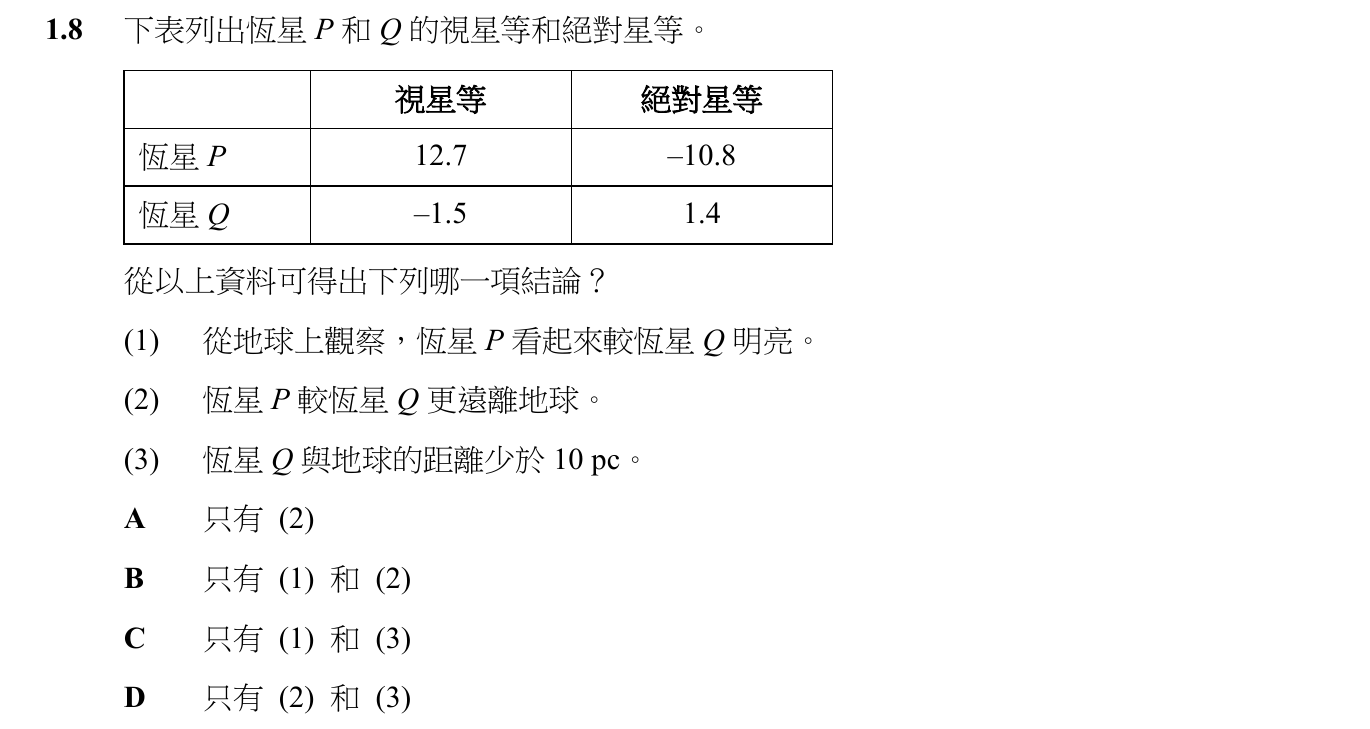 1.8 下表列出恆星 P 和 Q 的視星等和絕對星等。
視星等 絕對星等
恆星 P 12.7 –10.8
恆星 Q –1.5 1.4
從以上資料可得出下列哪一項結論？
(1) 從地球上觀察，恆星 P 看起來較恆星 Q 明亮。
(2) 恆星 P 較恆星 Q 更遠離地球。
(3) 恆星 Q 與地球的距離少於 10 pc。
A 只有 (2)
B 只有 (1) 和 (2)
C 只有 (1) 和 (3)
D 只有 (2) 和 (3)